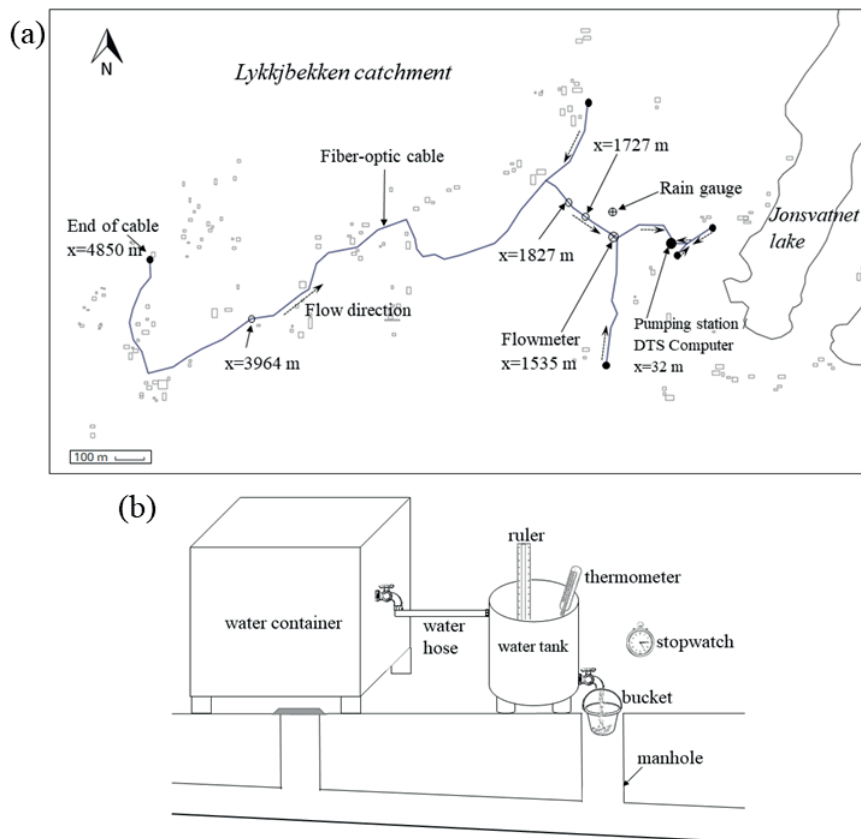 (a)
N
Lykkjbekken catchment
Fiber-optic cable
x=1727 m
Rain gauge
End of cable
x=4850 m
Jonsvatnet
lake
x=1827 m
Flow direction
Flowmeter
x=1535 m
Pumping station /
DTS Computer
x=32 m
x=3964 m
100 m
(b)
ruler
thermometer
water container
water
hose
water tank
stopwatch
bucket
manhole